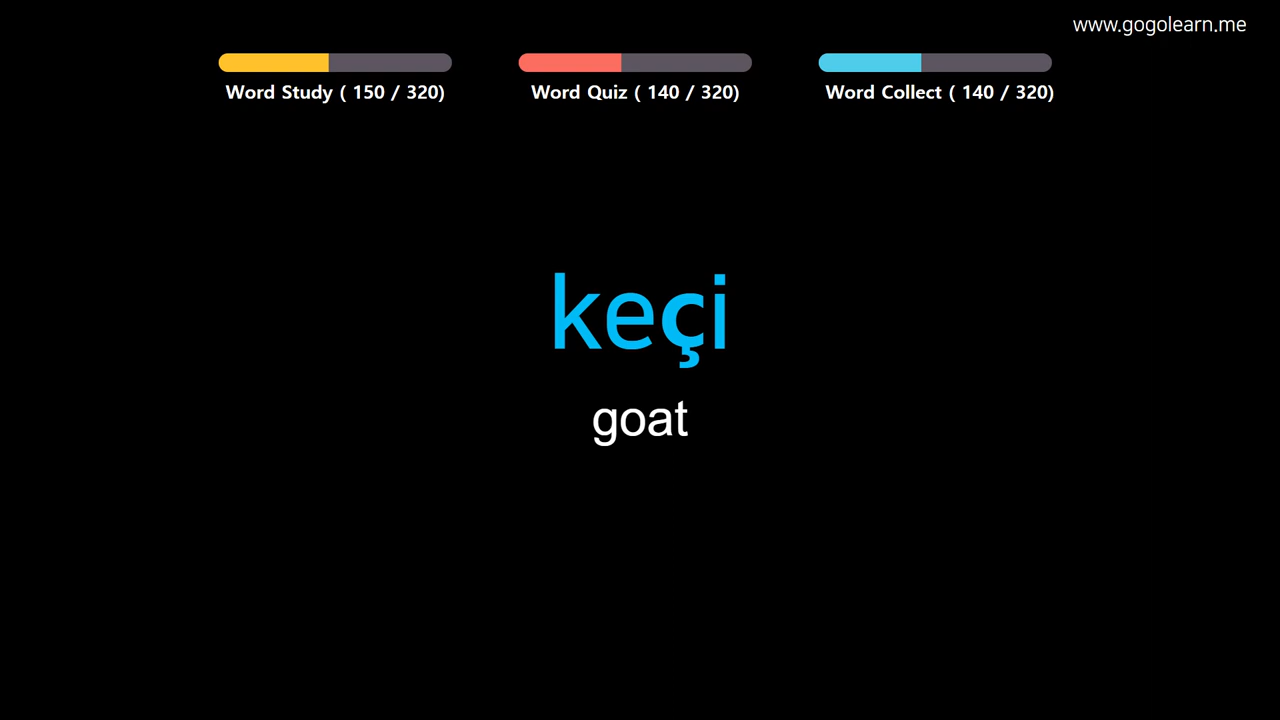 www.gogolearn.me
Word Study ( 150 / 320)
Word Quiz ( 140 / 320)
Word Collect ( 140 / 320)
keçi
goat